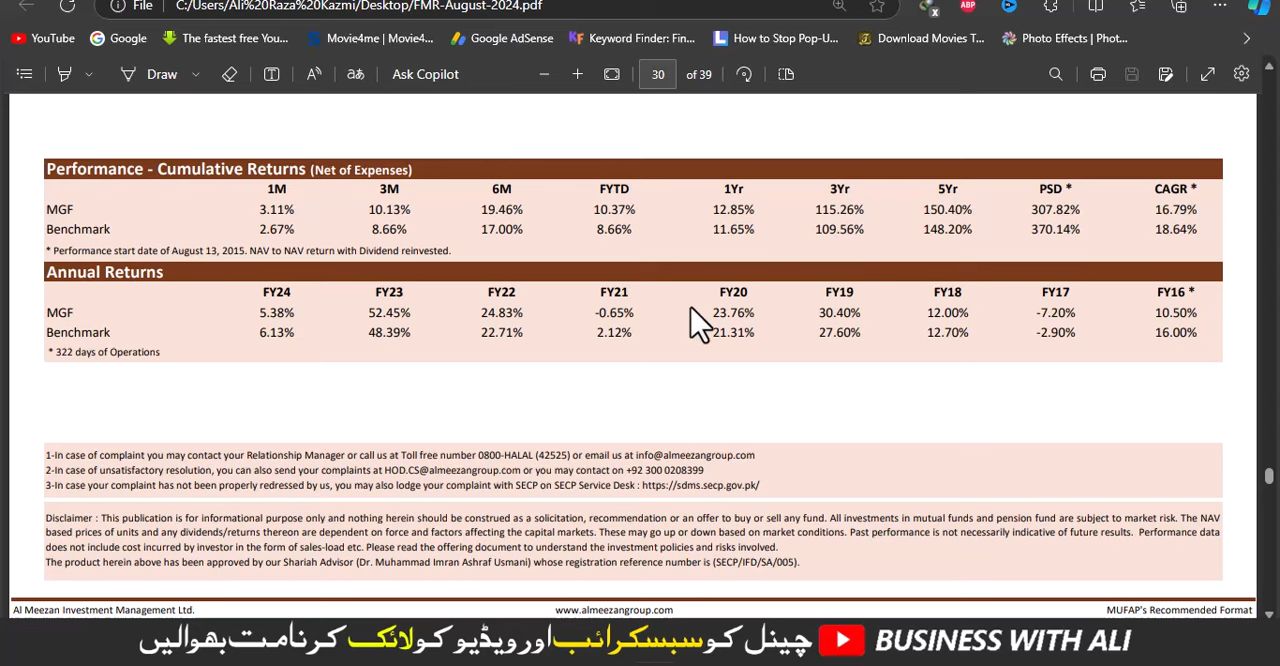 File C:/Users/Ali%20Raza%20Kazmi/Desktop/FMR-August-2024.pdf
YouTube Google The fastest free You... Movie4me | Movie4... Google AdSense Keyword Finder: Fin... How to Stop Pop-U... Download Movies T... Photo Effects | Phot...
Draw Ask Copilot 30 of 39
Performance - Cumulative Returns (Net of Expenses)
1M 3M 6M FYTD 1Yr 3Yr 5Yr PSD * CAGR *
MGF 3.11% 10.13% 19.46% 10.37% 12.85% 115.26% 150.40% 307.82% 16.79%
Benchmark 2.67% 8.66% 17.00% 8.66% 11.65% 109.56% 148.20% 370.14% 18.64%
* Performance start date of August 13, 2015. NAV to NAV return with Dividend reinvested.
Annual Returns
FY24 FY23 FY22 FY21 FY20 FY19 FY18 FY17 FY16 *
MGF 5.38% 52.45% 24.83% -0.65% 23.76% 30.40% 12.00% -7.20% 10.50%
Benchmark 6.13% 48.39% 22.71% 2.12% 21.31% 27.60% 12.70% -2.90% 16.00%
* 322 days of Operations
1-In case of complaint you may contact your Relationship Manager or call us at Toll free number 0800-HALAL (42525) or email us at info@almeezangroup.com
2-In case of unsatisfactory resolution, you can also send your complaints at HOD.CS@almeezangroup.com or you may contact on +92 300 0208399
3-In case your complaint has not been properly redressed by us, you may also lodge your complaint with SECP on SECP Service Desk : https://sdms.secp.gov.pk/
Disclaimer : This publication is for informational purpose only and nothing herein should be construed as a solicitation, recommendation or an offer to buy or sell any fund. All investments in mutual funds and pension fund are subject to market risk. The NAV
based prices of units and any dividends/returns thereon are dependent on force and factors affecting the capital markets. These may go up or down based on market conditions. Past performance is not necessarily indicative of future results. Performance data
does not include cost incurred by investor in the form of sales-load etc. Please read the offering document to understand the investment policies and risks involved.
The product herein above has been approved by our Shariah Advisor (Dr. Muhammad Imran Ashraf Usmani) whose registration reference number is (SECP/IFD/SA/005).
Al Meezan Investment Management Ltd. www.almeezangroup.com MUFAP's Recommended Format
چینل کو سبسکرائب اور ویڈیو کو لائک کرنا مت بھوالیں BUSINESS WITH ALI